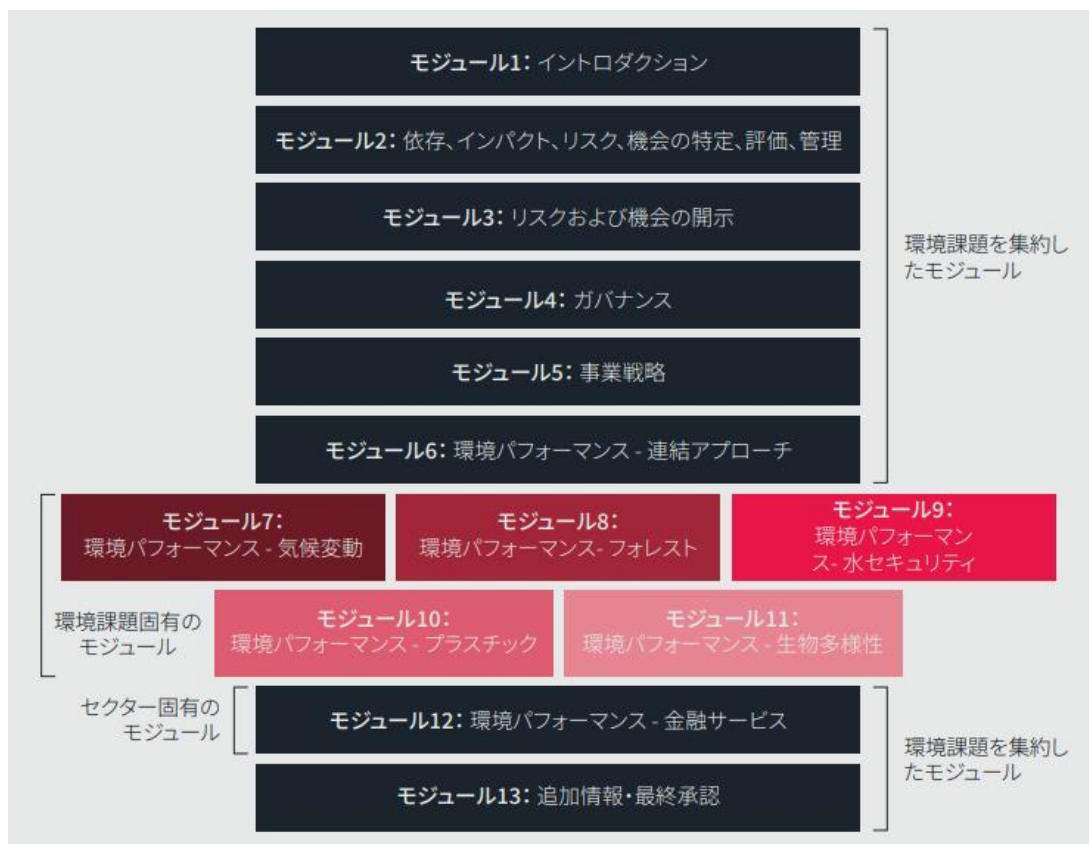 モジュール1: イントロダクション
モジュール2: 依存、インパクト、リスク、機会の特定、評価、管理
モジュール3: リスクおよび機会の開示
環境課題を集約し
たモジュール
モジュール4: ガバナンス
モジュール5: 事業戦略
モジュール6: 環境パフォーマンス - 連結アプローチ
モジュール7:
環境パフォーマンス - 気候変動
モジュール8:
環境パフォーマンス- フォレスト
モジュール9:
環境パフォーマン
ス- 水セキュリティ
環境課題固有の
モジュール
モジュール10:
環境パフォーマンス - プラスチック
モジュール11:
環境パフォーマンス - 生物多様性
セクター固有の
モジュール
モジュール12: 環境パフォーマンス - 金融サービス
環境課題を集約し
たモジュール
モジュール13: 追加情報・最終承認